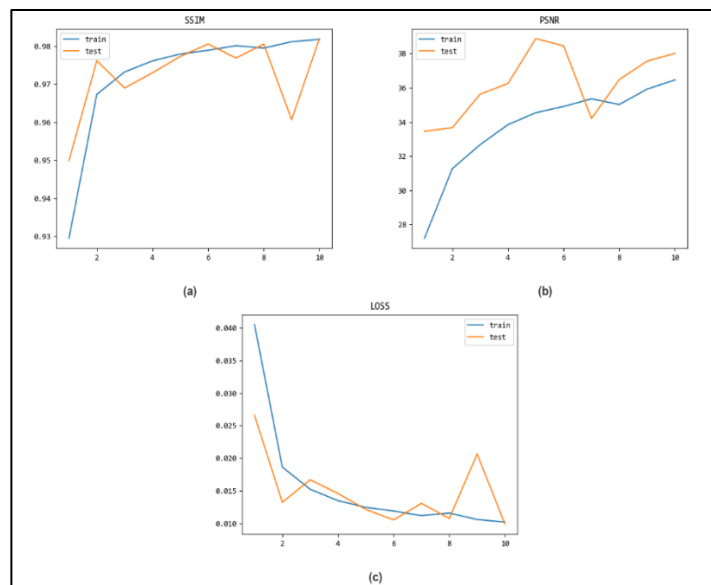 SSIM
train
test
0.98
0.97
0.96
0.95
0.94
0.93
2 4 6 8 10
(a)
PSNR
train
test
38
36
34
32
30
28
2 4 6 8 10
(b)
LOSS
train
test
0.040
0.035
0.030
0.025
0.020
0.015
0.010
2 4 6 8 10
(c)